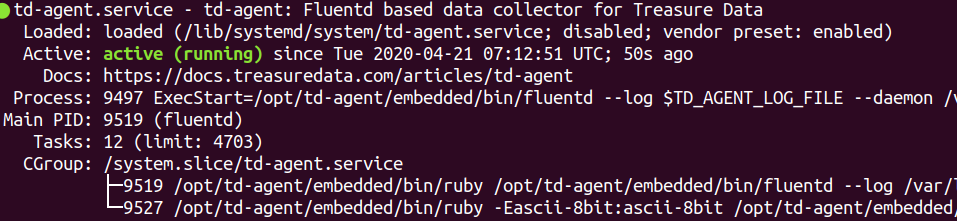 td-agent.service - td-agent: Fluentd based data collector for Treasure Data
Loaded: loaded (/lib/systemd/system/td-agent.service; disabled; vendor preset: enabled)
Active: active (running) since Tue 2020-04-21 07:12:51 UTC; 50s ago
Docs: https://docs.treasuredata.com/articles/td-agent
Process: 9497 ExecStart=/opt/td-agent/embedded/bin/fluentd --log $TD_AGENT_LOG_FILE --daemon /v
Main PID: 9519 (fluentd)
Tasks: 12 (limit: 4703)
CGroup: /system.slice/td-agent.service
├─9519 /opt/td-agent/embedded/bin/ruby /opt/td-agent/embedded/bin/fluentd --log /var/l
└─9527 /opt/td-agent/embedded/bin/ruby -Eascii-8bit:ascii-8bit /opt/td-agent/embedded/